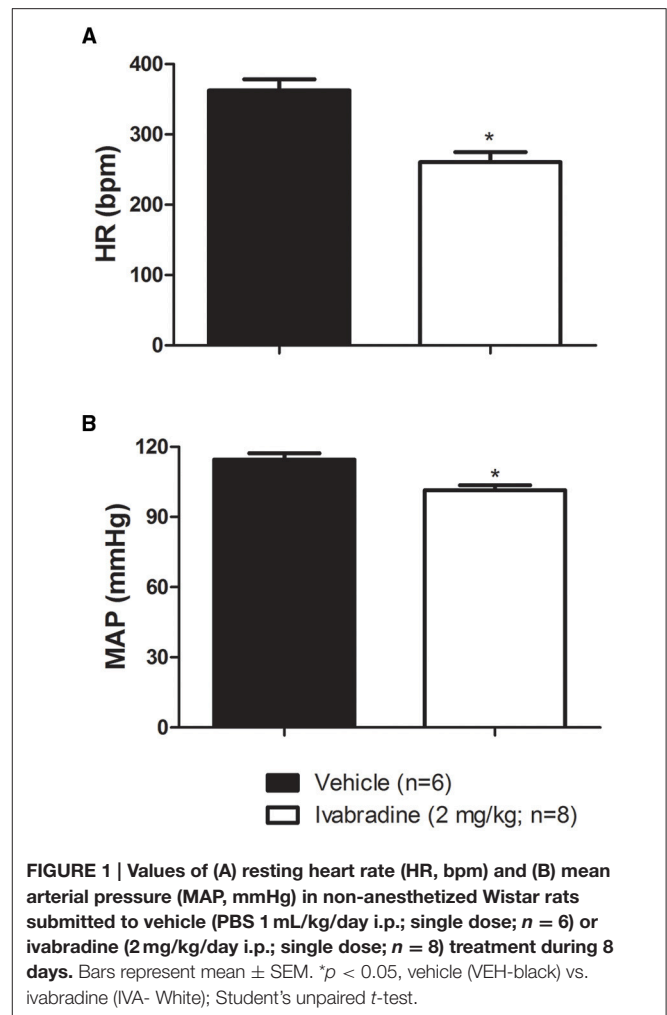 A
400
300
200
100
0
HR (bpm)
*
B
120
90
60
30
0
MAP (mmHg)
*
Vehicle (n=6)
Ivabradine (2 mg/kg; n=8)
FIGURE 1 | Values of (A) resting heart rate (HR, bpm) and (B) mean
arterial pressure (MAP, mmHg) in non-anesthetized Wistar rats
submitted to vehicle (PBS 1 mL/kg/day i.p.; single dose; n = 6) or
ivabradine (2 mg/kg/day i.p.; single dose; n = 8) treatment during 8
days. Bars represent mean ± SEM. *p < 0.05, vehicle (VEH-black) vs.
ivabradine (IVA- White); Student’s unpaired t-test.